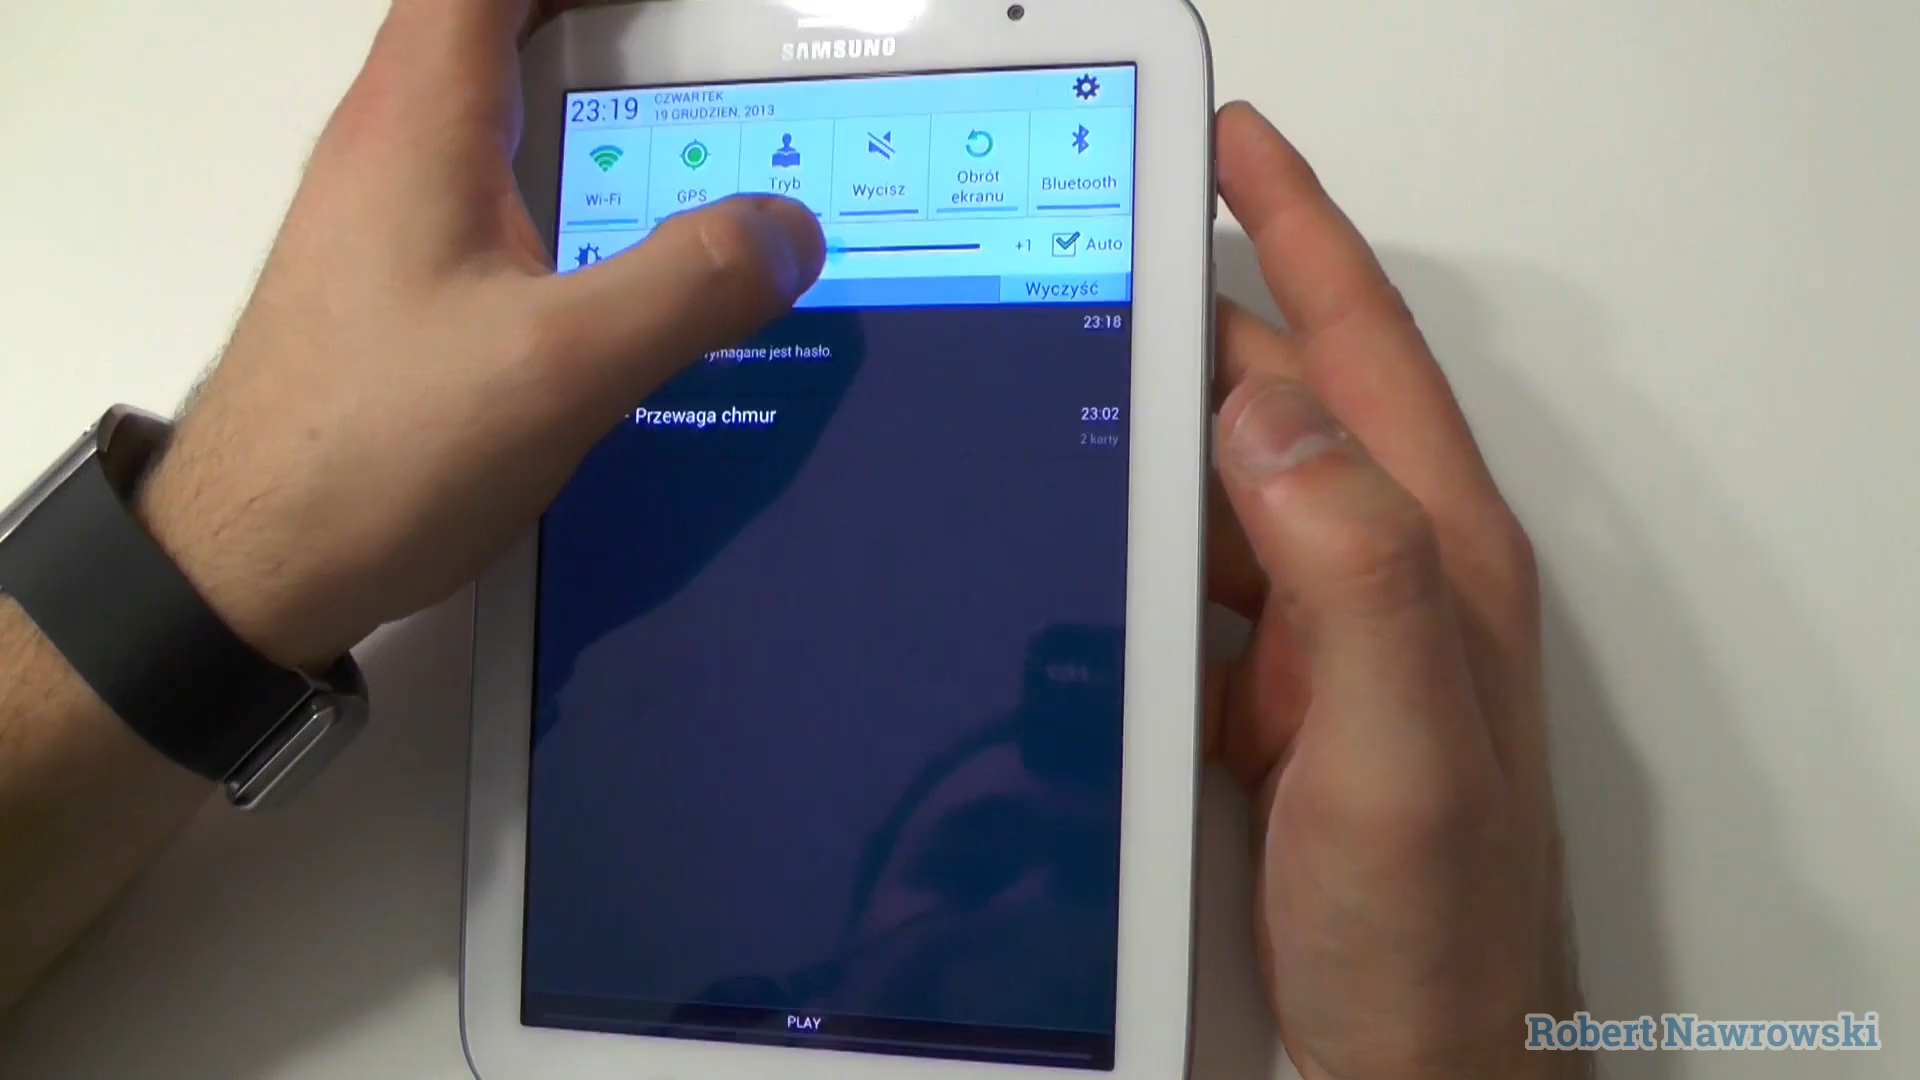 SAMSUNG
23:19
CZWARTEK
19 GRUDZIEŃ, 2013
Wi-Fi
GPS
Tryb
Wycisz
Obrót
ekranu
Bluetooth
+1
Auto
Wyczyść
23:18
jest hasło.
- Przewaga chmur
23:02
2 karty
PLAY
Robert Nawrowski